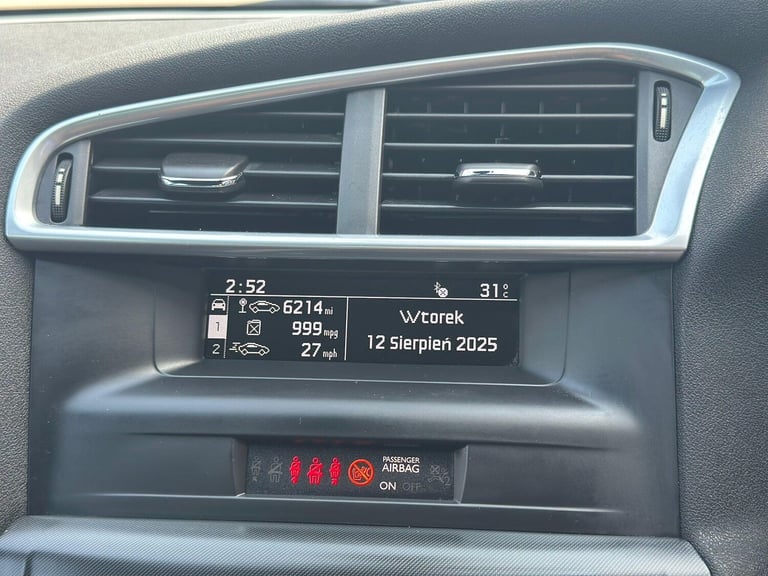 2:52 31°C
6214 mi
1 999 mpg
2 27 mph
Wtorek
12 Sierpień 2025
PASSENGER
AIRBAG
ON OFF